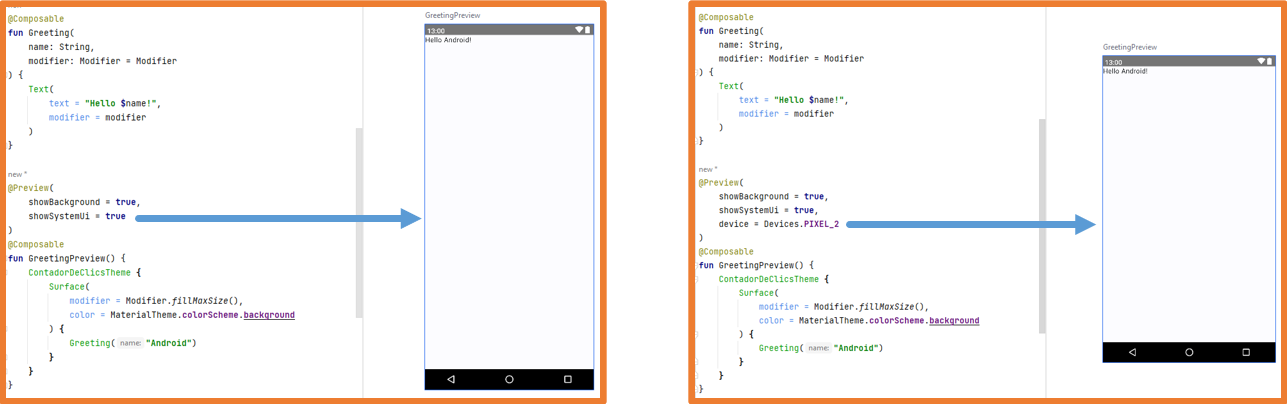 @Composable
fun Greeting(
name: String,
modifier: Modifier = Modifier
) {
Text(
text = "Hello $name!",
modifier = modifier
)
}
new *
@Preview(
showBackground = true,
showSystemUi = true
)
@Composable
fun GreetingPreview() {
ContadorDeClicsTheme {
Surface(
modifier = Modifier.fillMaxSize(),
color = MaterialTheme.colorScheme.background
) {
Greeting( name: "Android")
}
}
}
GreetingPreview
13:00
Hello Android!
@Composable
fun Greeting(
name: String,
modifier: Modifier = Modifier
) {
Text(
text = "Hello $name!",
modifier = modifier
)
}
new *
@Preview(
showBackground = true,
showSystemUi = true,
device = Devices.PIXEL_2
)
@Composable
fun GreetingPreview() {
ContadorDeClicsTheme {
Surface(
modifier = Modifier.fillMaxSize(),
color = MaterialTheme.colorScheme.background
) {
Greeting( name: "Android")
}
}
}
GreetingPreview
13:00
Hello Android!